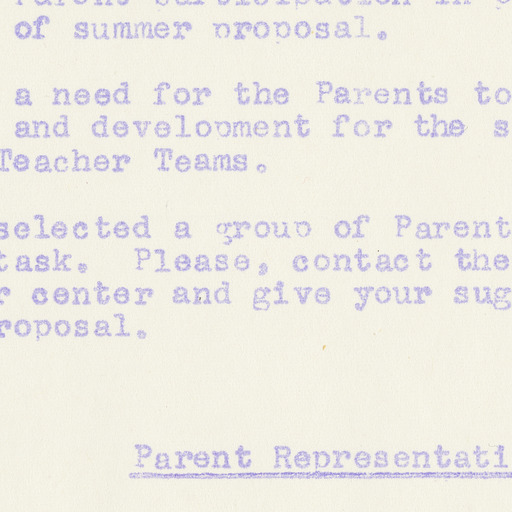 of summer proposal.
a need for the Parents to
and development for the s
Teacher Teams.
selected a group of Parent
task. Please, contact the
r center and give your sug
roposal.
Parent Representati